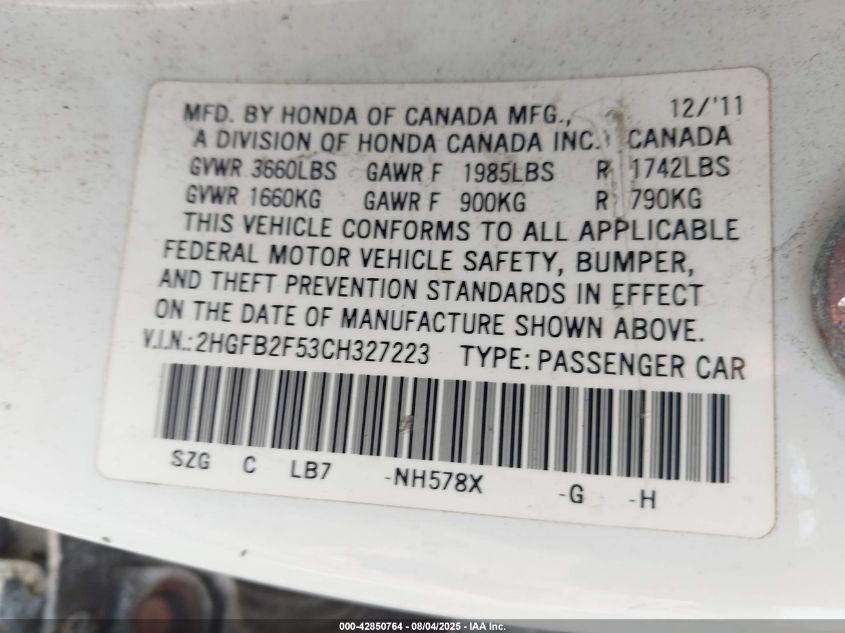 MFD. BY HONDA OF CANADA MFG., 12/'11
A DIVISION OF HONDA CANADA INC. CANADA
GVWR 3660LBS GAWR F 1985LBS R 1742LBS
GVWR 1660KG GAWR F 900KG R 790KG
THIS VEHICLE CONFORMS TO ALL APPLICABLE
FEDERAL MOTOR VEHICLE SAFETY, BUMPER,
AND THEFT PREVENTION STANDARDS IN EFFECT
ON THE DATE OF MANUFACTURE SHOWN ABOVE.
V.I.N.:2HGFB2F53CH327223 TYPE: PASSENGER CAR
SZG C LB7 -NH578X -G -H
000-42850764 - 08/04/2025 - IAA Inc.